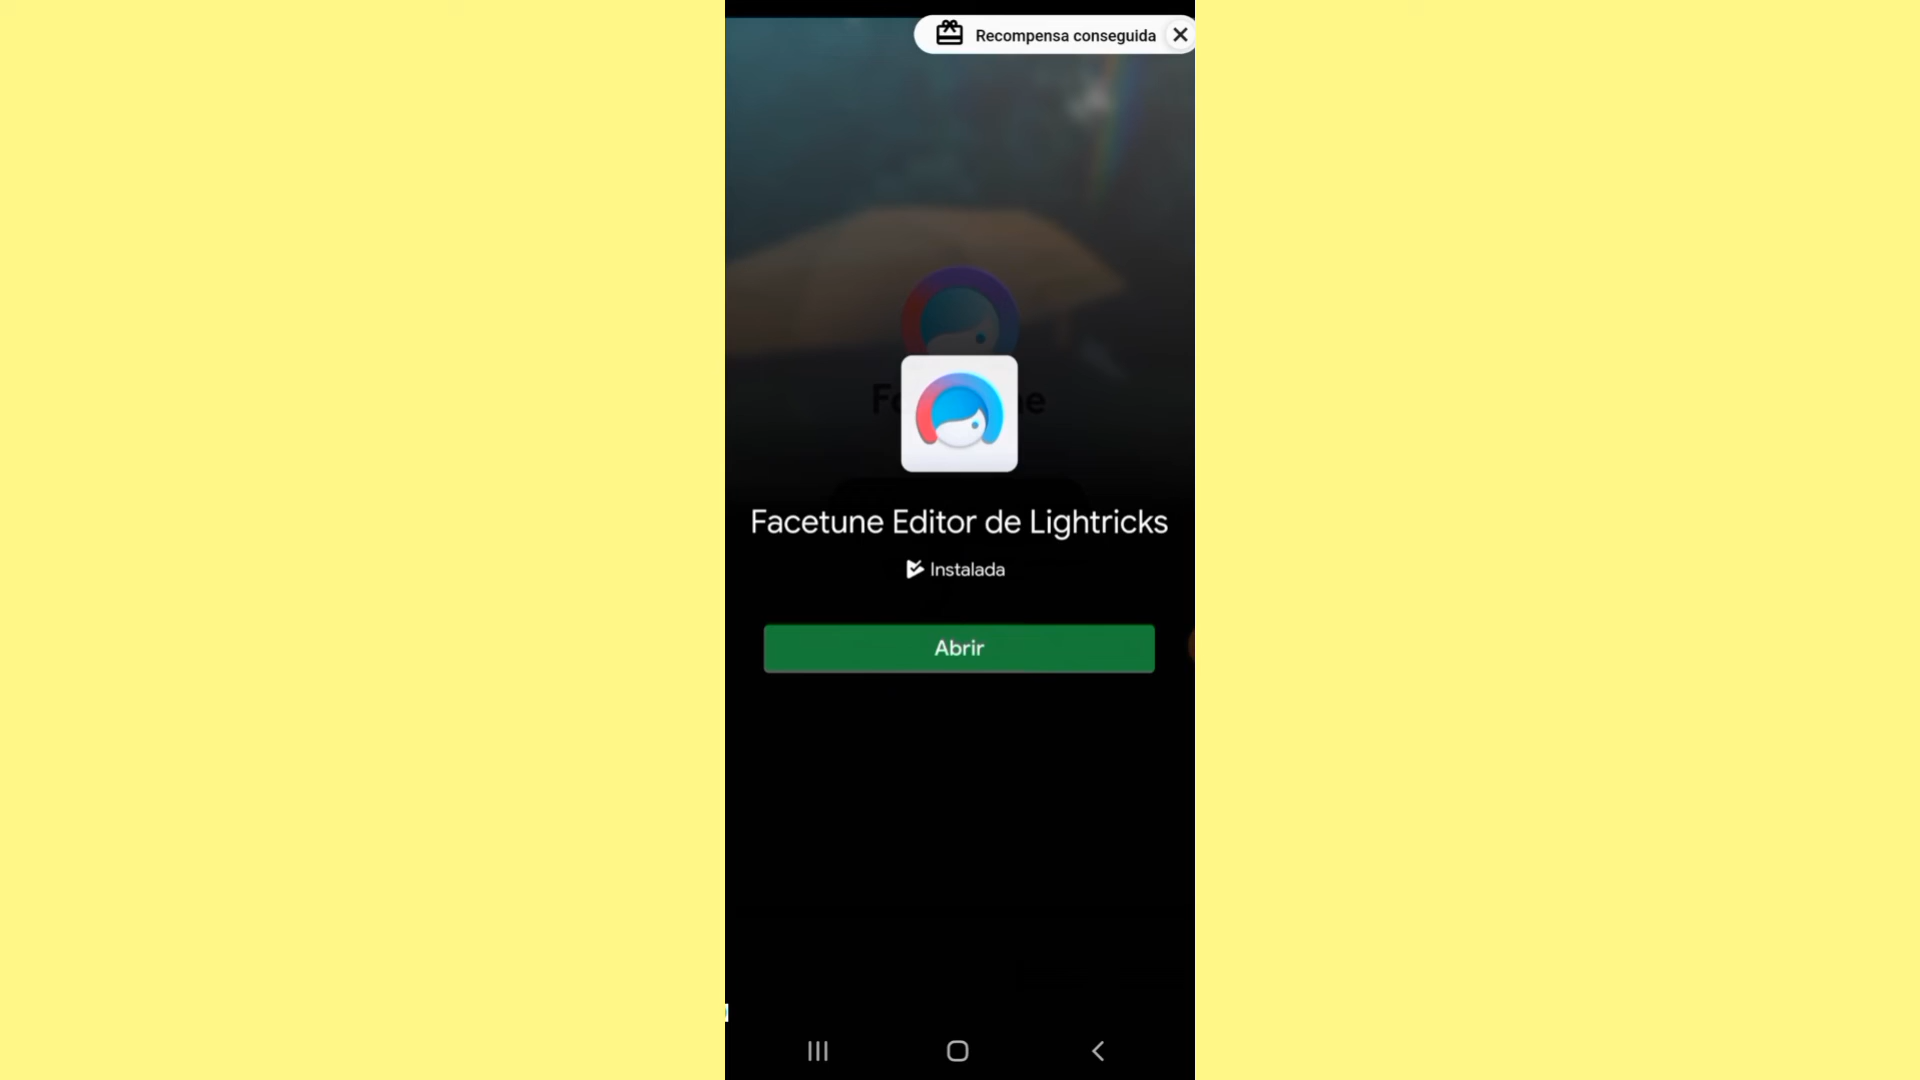 Recompensa conseguida
Facetune Editor de Lightricks
Instalada
Abrir